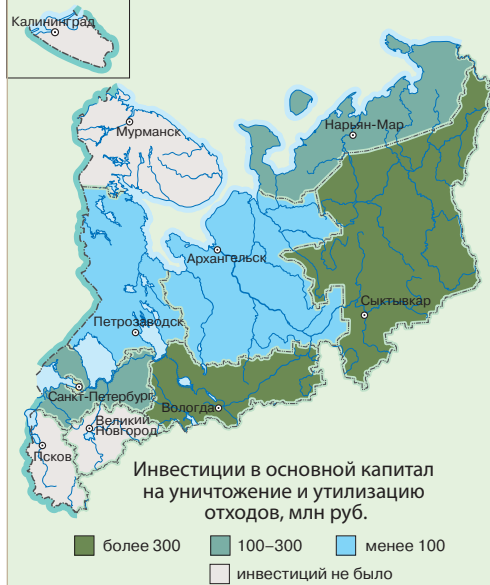 Калининград
Мурманск
Нарьян-Мар
Архангельск
Сыктывкар
Петрозаводск
Санкт-Петербург
Вологда
Великий
Новгород
Псков
Инвестиции в основной капитал
на уничтожение и утилизацию
отходов, млн руб.
более 300
100–300
менее 100
инвестиций не было